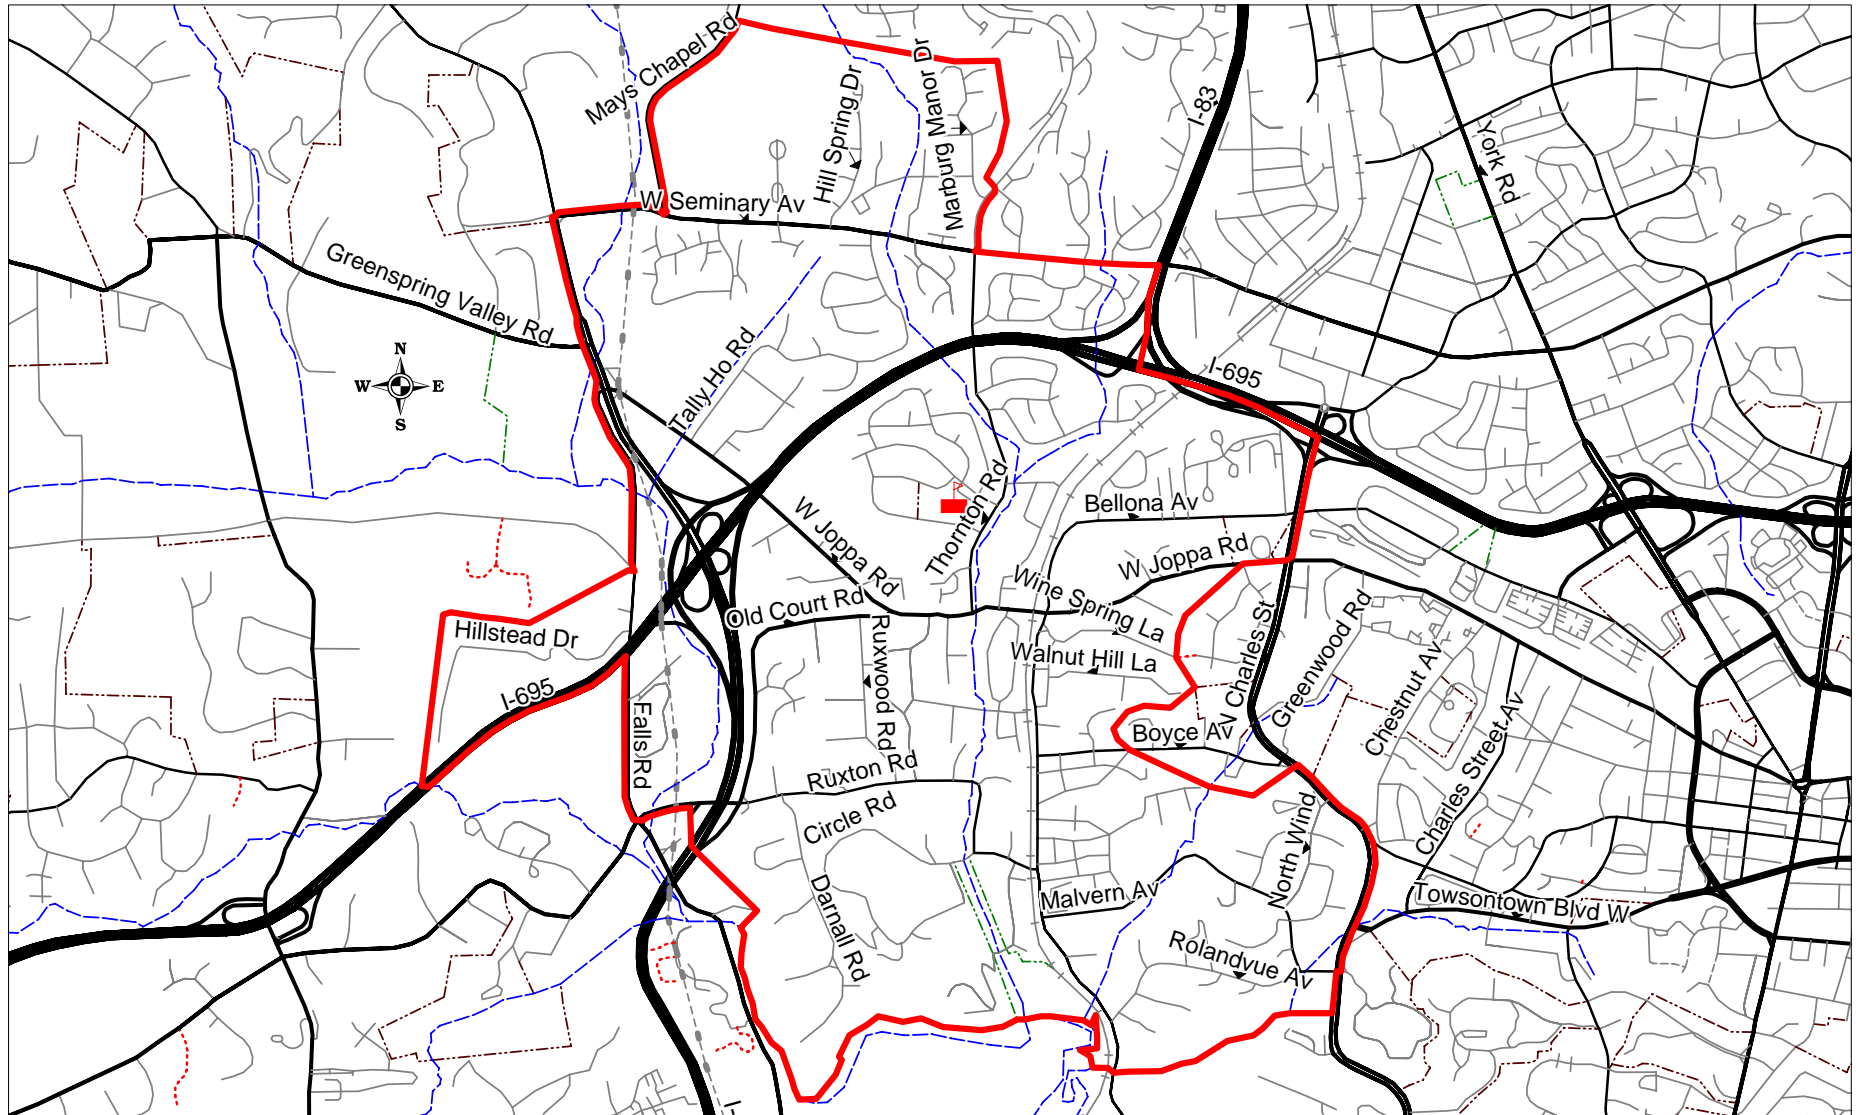 Mays Chapel Rd
Hill Spring Dr
Marburg Manor Dr
I-83
York Rd
W Seminary Av
Greenspring Valley Rd
N
W E
S
Tally Ho Rd
I-695
Thornton Rd
Bellona Av
W Joppa Rd
W Joppa Rd
Old Court Rd
Wine Spring La
Walnut Hill La
Hillstead Dr
Ruxwood Rd
N Charles St
Greenwood Rd
Chestnut Av
Charles Street Av
I-695
Falls Rd
Boyce Av
Ruxton Rd
Circle Rd
North Wind
Darnall Rd
Malvern Av
Towsontown Blvd W
Rolandvue Av